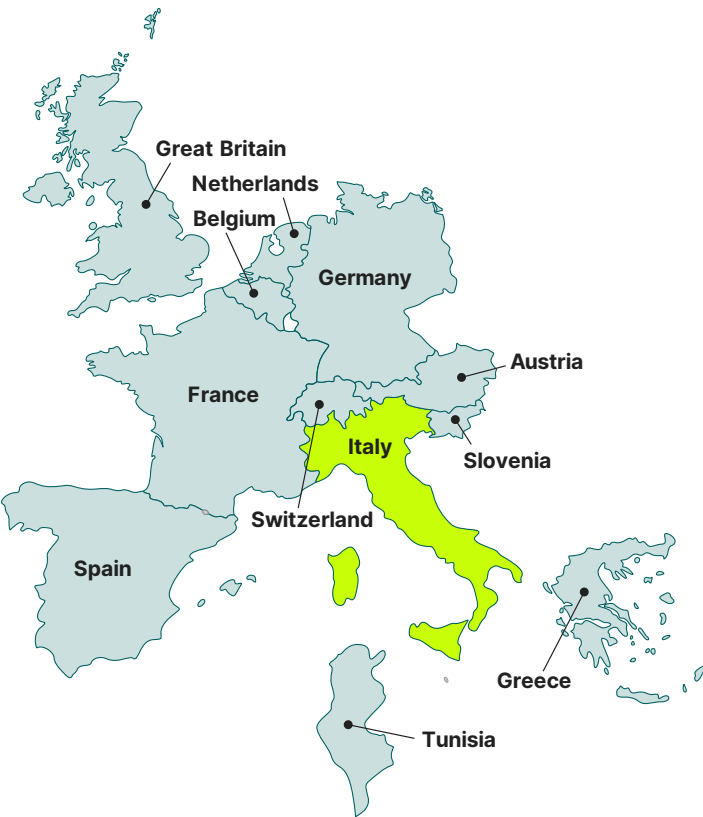 Great Britain
Netherlands
Belgium
Germany
Austria
France
Italy
Slovenia
Switzerland
Spain
Greece
Tunisia